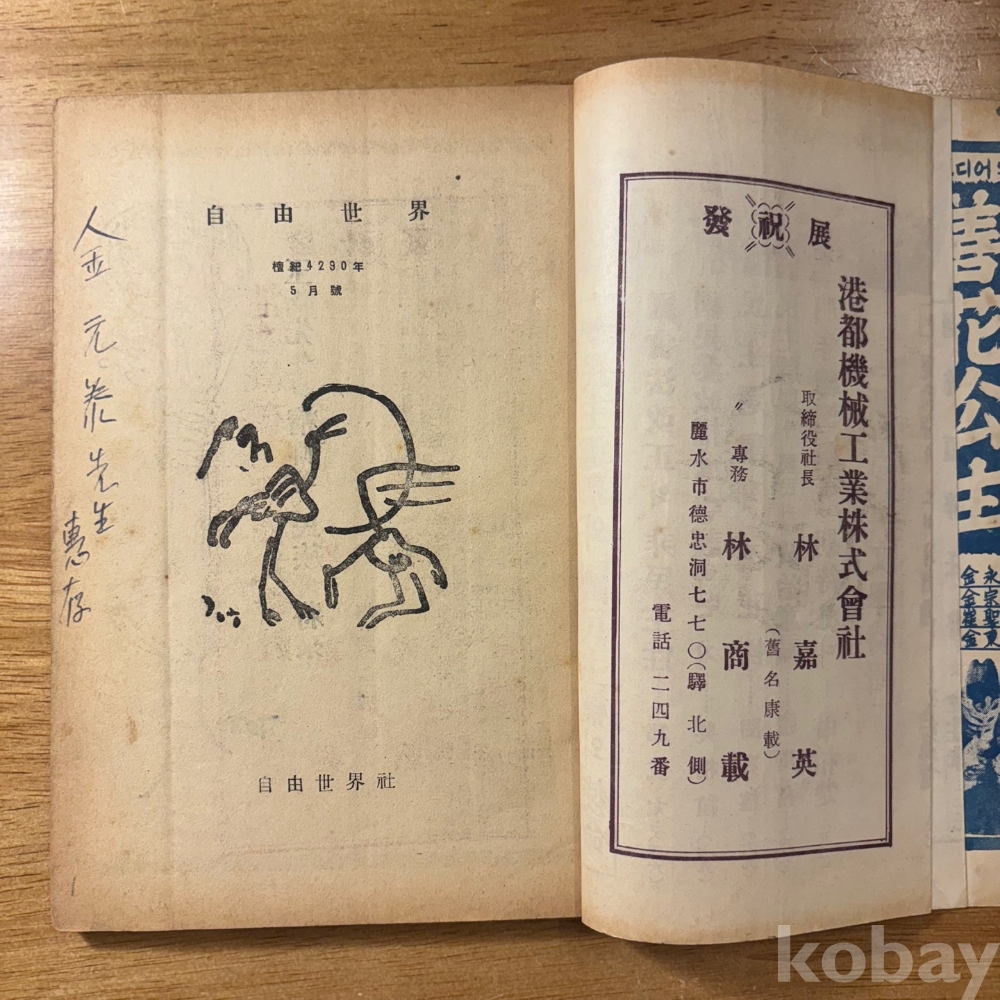 自由世界
檀紀4290年
5月號
金元泰先生
惠存
自由世界社
發祝展
港都機械工業株式會社
取締役社長 林嘉英
(舊名康載)
〃 專務 林商載
麗水市德忠洞七七〇(驛北側)
電話二四九番
디어
善花公主
kobay